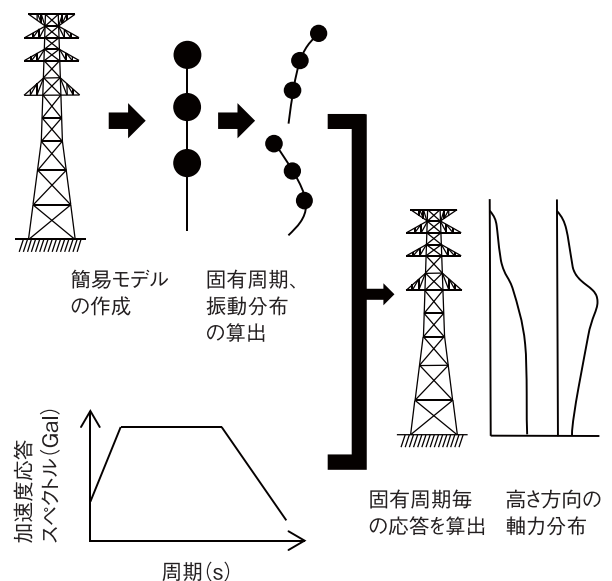 簡易モデル
の作成
固有周期、
振動分布
の算出
加速度応答
スペクトル(Gal)
周期(s)
固有周期毎
の応答を算出
高さ方向の
軸力分布